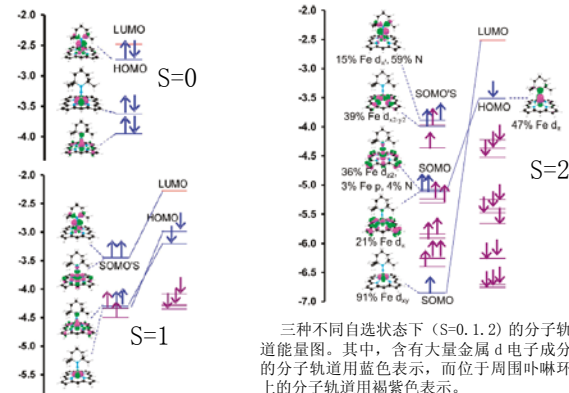 -2.0
LUMO
-2.5
HOMO
S=0
-3.0
-3.5
-4.0
-1.0
-1.5
LUMO
-2.0
-2.5
HOMO
-3.0
-3.5
SOMO'S
-4.0
-4.5
S=1
-5.0
-5.5
-2.0
LUMO
-2.5
-3.0
15% Fe dz², 59% N
SOMO'S
-3.5
HOMO
39% Fe dx2-y2
47% Fe dz
-4.0
-4.5
36% Fe dz2,
3% Fe p, 4% N
SOMO
S=2
-5.0
-5.5
21% Fe dx
-6.0
-6.5
91% Fe dxy
SOMO
-7.0
三种不同自选状态下（S=0.1.2)的分子轨
道能量图。其中，含有大量金属 d 电子成分
的分子轨道用蓝色表示，而位于周围卟啉环
上的分子轨道用褐紫色表示。